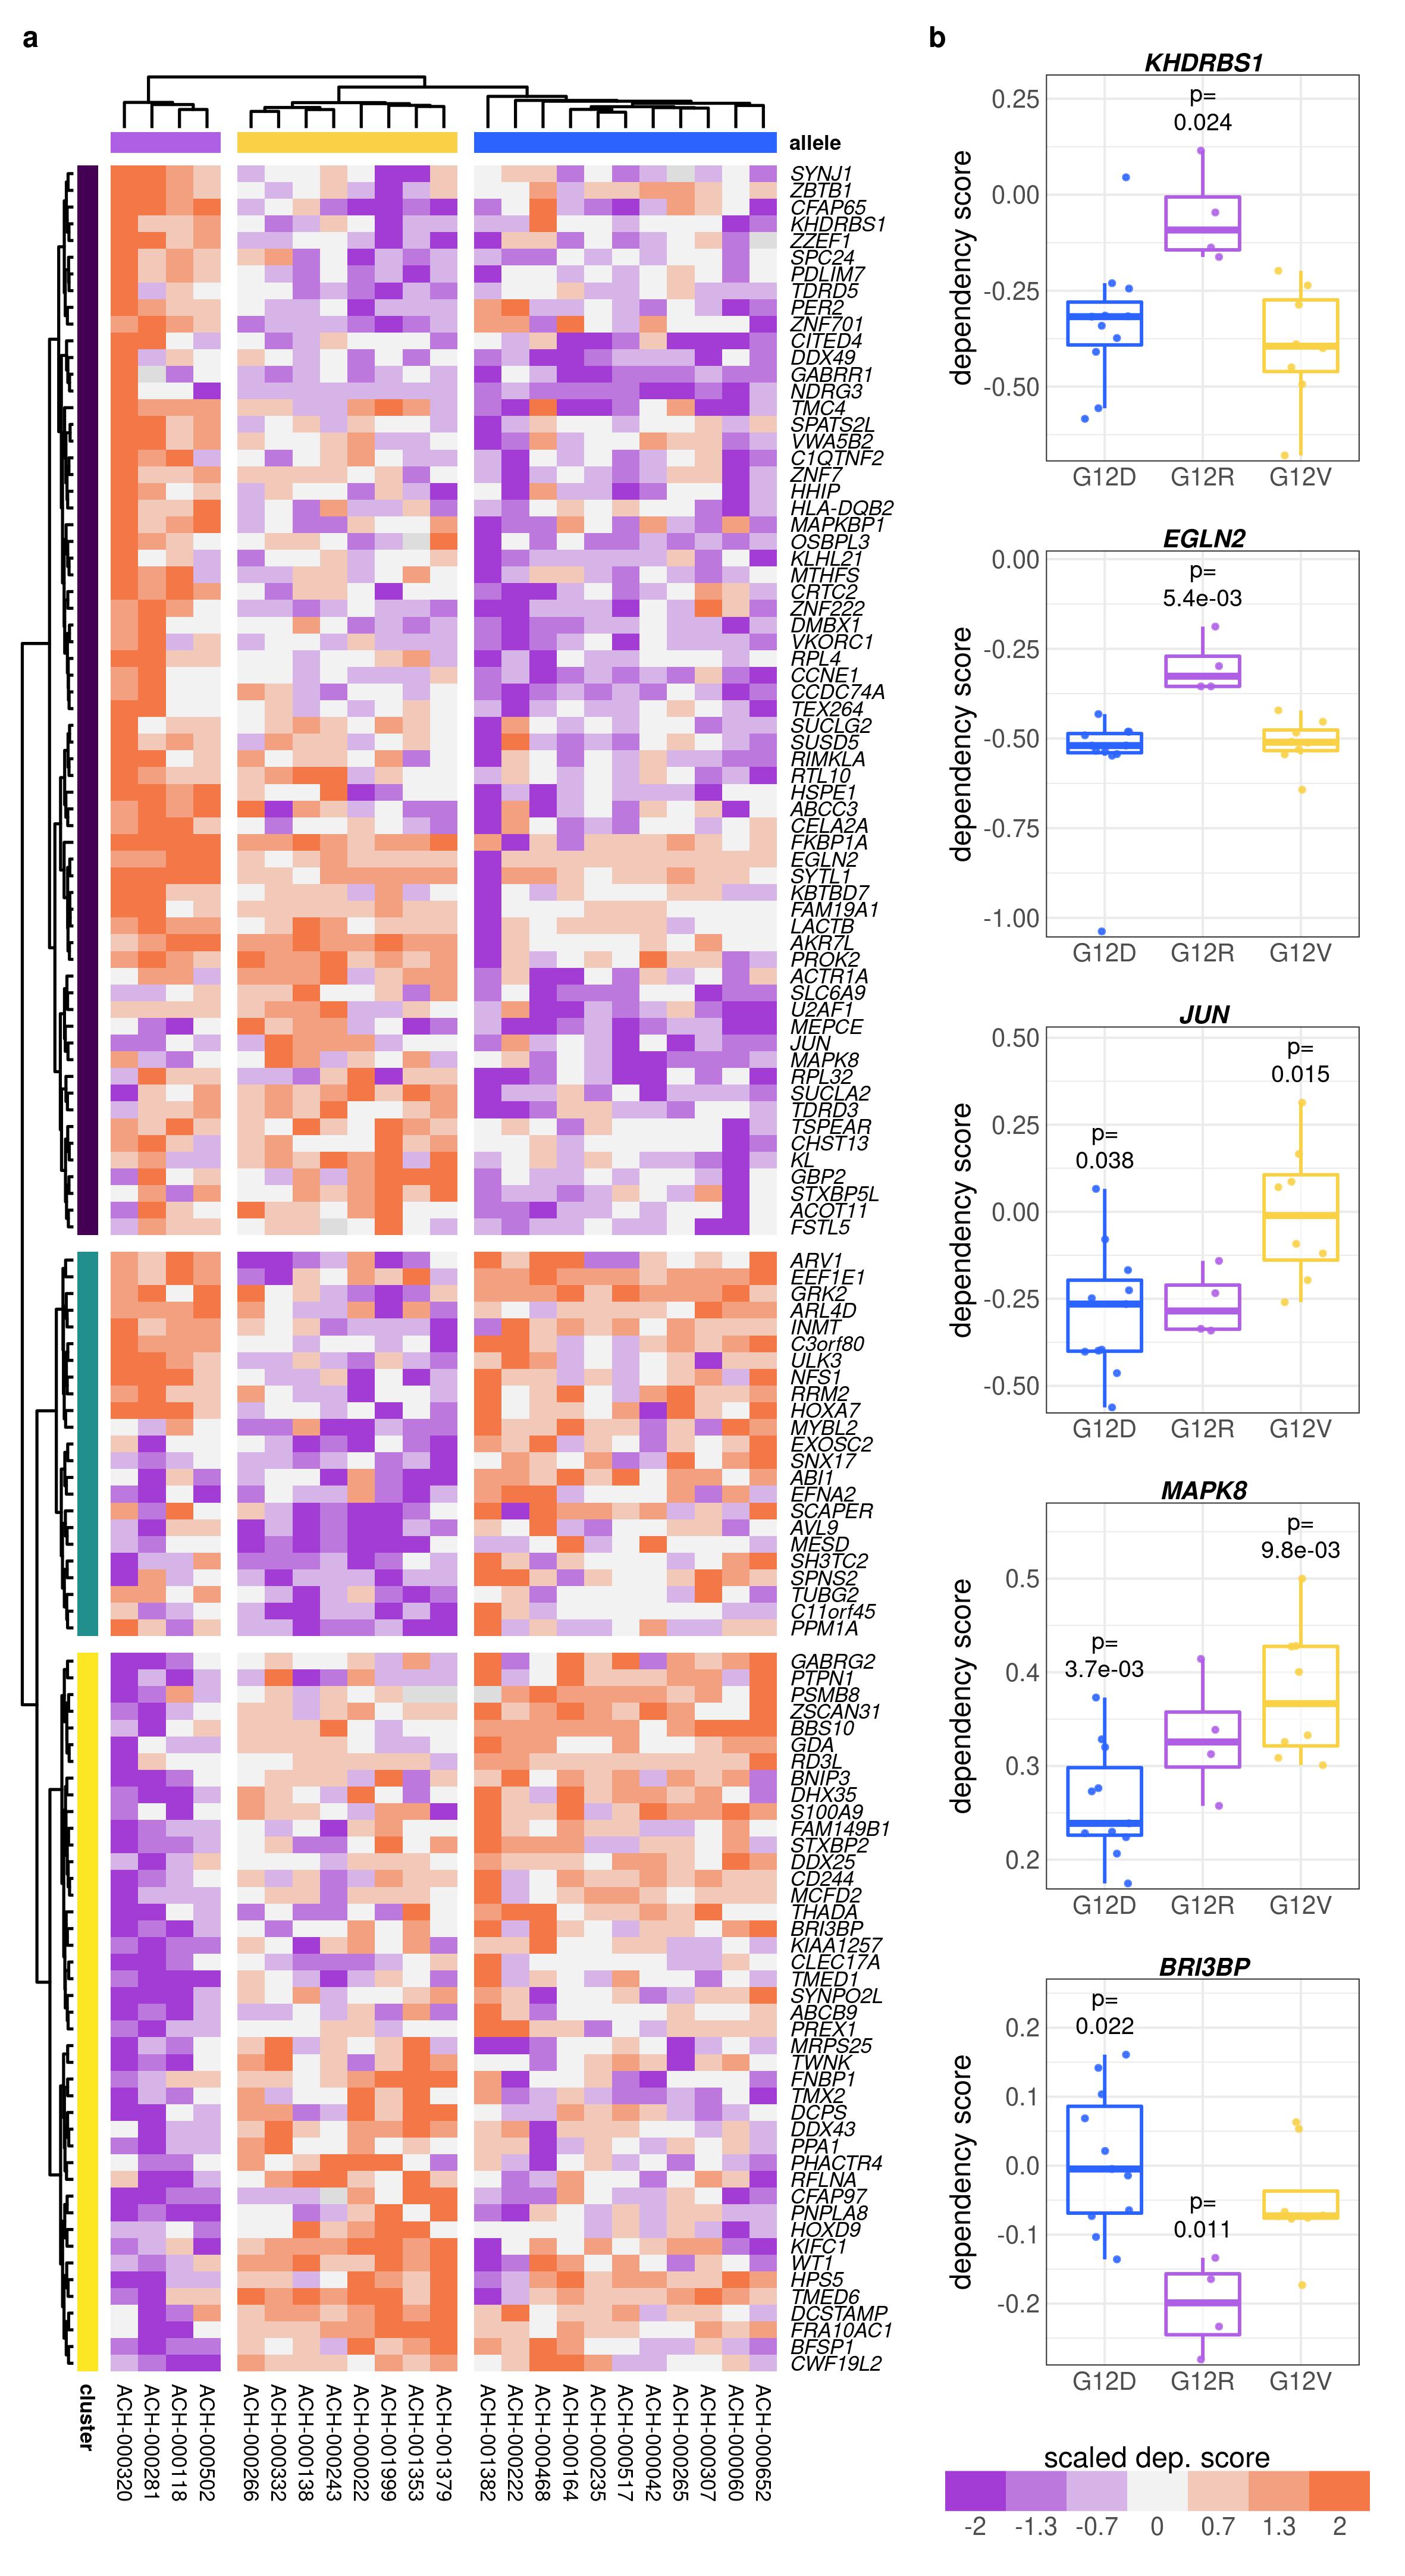 a
allele
SYNJ1
ZBTB1
CFAP65
KHDRBS1
ZZEF1
SPC24
PDLIM7
TDRD5
PER2
ZNF701
CITED4
DDX49
GABRR1
NDRG3
TMC4
SPATS2L
VWA5B2
C1QTNF2
ZNF7
HHIP
HLA-DQB2
MAPKBP1
OSBPL3
KLHL21
MTHFS
CRTC2
ZNF222
DMBX1
VKORC1
RPL4
CCNE1
CCDC74A
TEX264
SUCLG2
SUSD5
RIMKLA
RTL10
HSPE1
ABCC3
CELA2A
FKBP1A
EGLN2
SYTL1
KBTBD7
FAM19A1
LACTB
AKR7L
PROK2
ACTR1A
SLC6A9
U2AF1
MEPCE
JUN
MAPK8
RPL32
SUCLA2
TDRD3
TSPEAR
CHST13
KL
GBP2
STXBP5L
ACOT11
FSTL5
ARV1
EEF1E1
GRK2
ARL4D
INMT
C3orf80
ULK3
NFS1
RRM2
HOXA7
MYBL2
EXOSC2
SNX17
ABI1
EFNA2
SCAPER
AVL9
MESD
SH3TC2
SPNS2
TUBG2
C11orf45
PPM1A
GABRG2
PTPN1
PSMB8
ZSCAN31
BBS10
GDA
RD3L
BNIP3
DHX35
S100A9
FAM149B1
STXBP2
DDX25
CD244
MCFD2
THADA
BRI3BP
KIAA1257
CLEC17A
TMED1
SYNPO2L
ABCB9
PREX1
MRPS25
TWNK
FNBP1
TMX2
DCPS
DDX43
PPA1
PHACTR4
RFLNA
CFAP97
PNPLA8
HOXD9
KIFC1
WT1
HPS5
TMED6
DCSTAMP
FRA10AC1
BFSP1
CWF19L2
cluster
ACH-000320
ACH-000281
ACH-000118
ACH-000502
ACH-000266
ACH-000332
ACH-000138
ACH-000243
ACH-000022
ACH-001999
ACH-001353
ACH-001379
ACH-001382
ACH-000222
ACH-000468
ACH-000164
ACH-000235
ACH-000517
ACH-000042
ACH-000265
ACH-000307
ACH-000060
ACH-000652
b
KHDRBS1
dependency score
0.25
0.00
-0.25
-0.50
p=
0.024
G12D G12R G12V
EGLN2
dependency score
0.00
-0.25
-0.50
-0.75
-1.00
p=
5.4e-03
G12D G12R G12V
JUN
dependency score
0.50
0.25
0.00
-0.25
-0.50
p=
0.038
p=
0.015
G12D G12R G12V
MAPK8
dependency score
0.5
0.4
0.3
0.2
p=
3.7e-03
p=
9.8e-03
G12D G12R G12V
BRI3BP
dependency score
0.2
0.1
0.0
-0.1
-0.2
p=
0.022
p=
0.011
G12D G12R G12V
scaled dep. score
-2 -1.3 -0.7 0 0.7 1.3 2